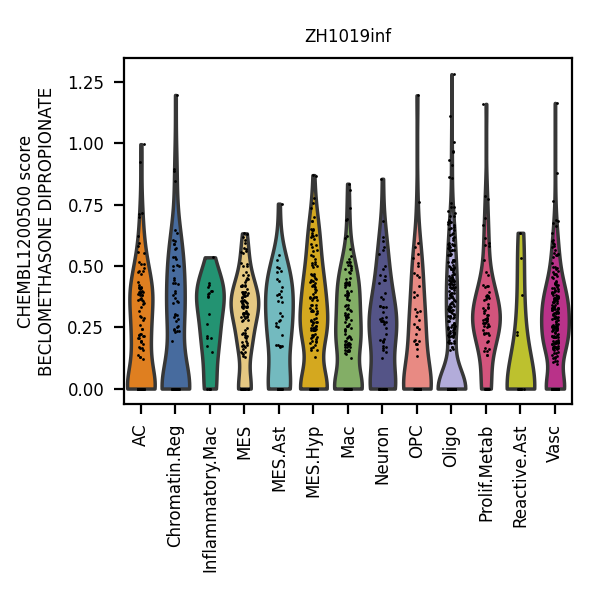 ZH1019inf
CHEMBL1200500 score
BECLOMETHASONE DIPROPIONATE
1.25
1.00
0.75
0.50
0.25
0.00
AC
Chromatin.Reg
Inflammatory.Mac
MES
MES.Ast
MES.Hyp
Mac
Neuron
OPC
Oligo
Prolif.Metab
Reactive.Ast
Vasc